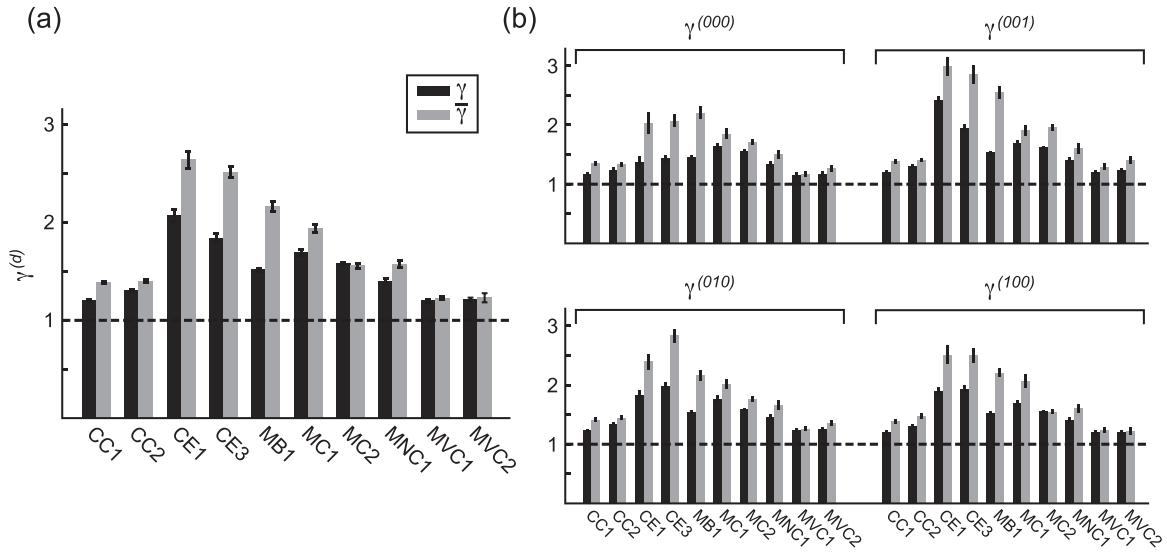 (a)
γ
γ̅
3
2
1
γ(d)
CC1 CC2 CE1 CE3 MB1 MC1 MC2 MNC1 MVC1 MVC2
(b)
γ(000) γ(001)
3
2
1
γ(010) γ(100)
3
2
1
CC1 CC2 CE1 CE3 MB1 MC1 MC2 MNC1 MVC1 MVC2 CC1 CC2 CE1 CE3 MB1 MC1 MC2 MNC1 MVC1 MVC2